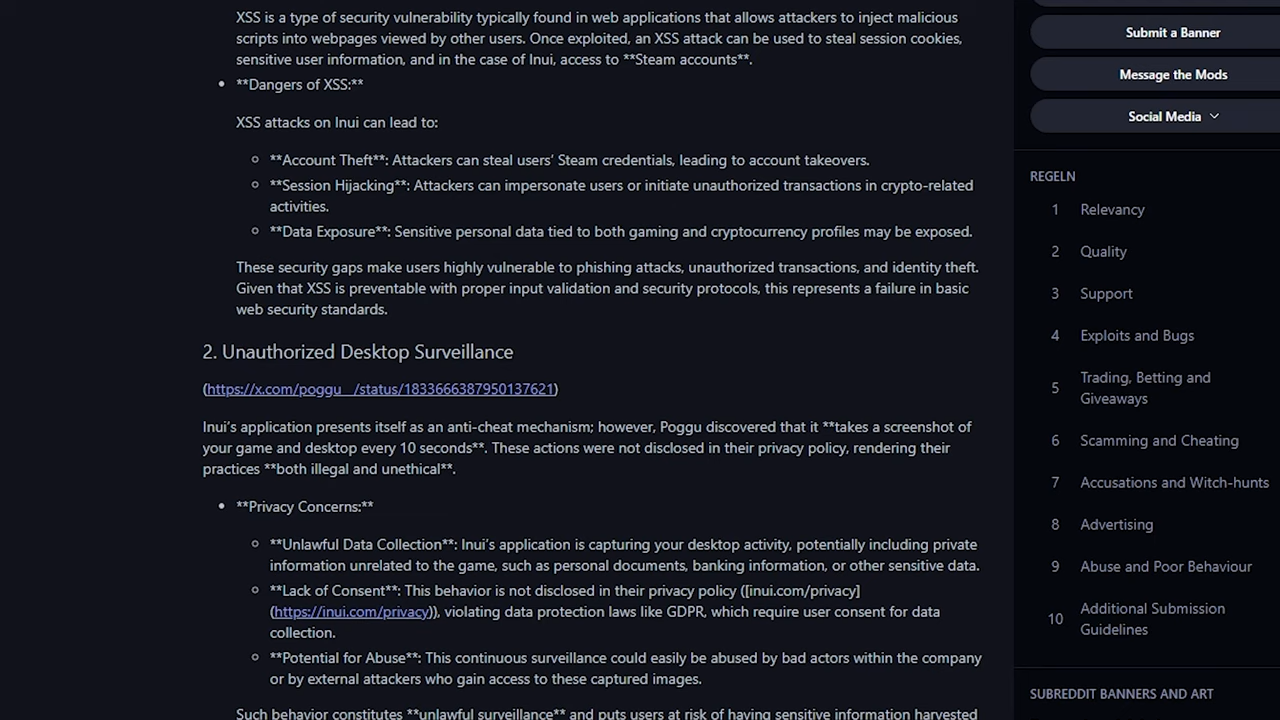 XSS is a type of security vulnerability typically found in web applications that allows attackers to inject malicious
scripts into webpages viewed by other users. Once exploited, an XSS attack can be used to steal session cookies,
sensitive user information, and in the case of Inui, access to **Steam accounts**.
• **Dangers of XSS:**
XSS attacks on Inui can lead to:
○ **Account Theft**: Attackers can steal users’ Steam credentials, leading to account takeovers.
○ **Session Hijacking**: Attackers can impersonate users or initiate unauthorized transactions in crypto-related
activities.
○ **Data Exposure**: Sensitive personal data tied to both gaming and cryptocurrency profiles may be exposed.
These security gaps make users highly vulnerable to phishing attacks, unauthorized transactions, and identity theft.
Given that XSS is preventable with proper input validation and security protocols, this represents a failure in basic
web security standards.
2. Unauthorized Desktop Surveillance
(https://x.com/poggu__/status/1833666387950137621)
Inui’s application presents itself as an anti-cheat mechanism; however, Poggu discovered that it **takes a screenshot of
your game and desktop every 10 seconds**. These actions were not disclosed in their privacy policy, rendering their
practices **both illegal and unethical**.
• **Privacy Concerns:**
○ **Unlawful Data Collection**: Inui’s application is capturing your desktop activity, potentially including private
information unrelated to the game, such as personal documents, banking information, or other sensitive data.
○ **Lack of Consent**: This behavior is not disclosed in their privacy policy ([inui.com/privacy]
(https://inui.com/privacy)), violating data protection laws like GDPR, which require user consent for data
collection.
○ **Potential for Abuse**: This continuous surveillance could easily be abused by bad actors within the company
or by external attackers who gain access to these captured images.
Such behavior constitutes **unlawful surveillance** and puts users at risk of having sensitive information harvested
Submit a Banner
Message the Mods
Social Media
REGELN
1 Relevancy
2 Quality
3 Support
4 Exploits and Bugs
5 Trading, Betting and
Giveaways
6 Scamming and Cheating
7 Accusations and Witch-hunts
8 Advertising
9 Abuse and Poor Behaviour
10 Additional Submission
Guidelines
SUBREDDIT BANNERS AND ART